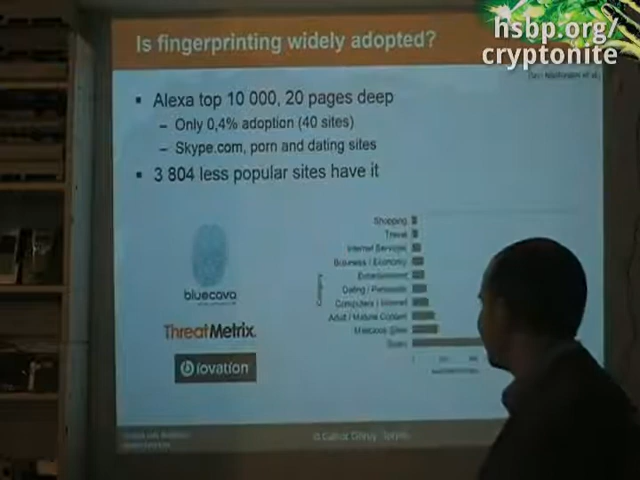 hsbp.org/
cryptonite
Is fingerprinting widely adopted?
▪ Alexa top 10 000, 20 pages deep
– Only 0,4% adoption (40 sites)
– Skype.com, porn and dating sites
▪ 3 804 less popular sites have it
bluecava
ThreatMetrix.
iovation
Category
Shopping
Travel
Internet Services
Business / Economy
Entertainment
Dating / Personals
Computers / Internet
Adult / Mature Content
Malicious Sites
Spam